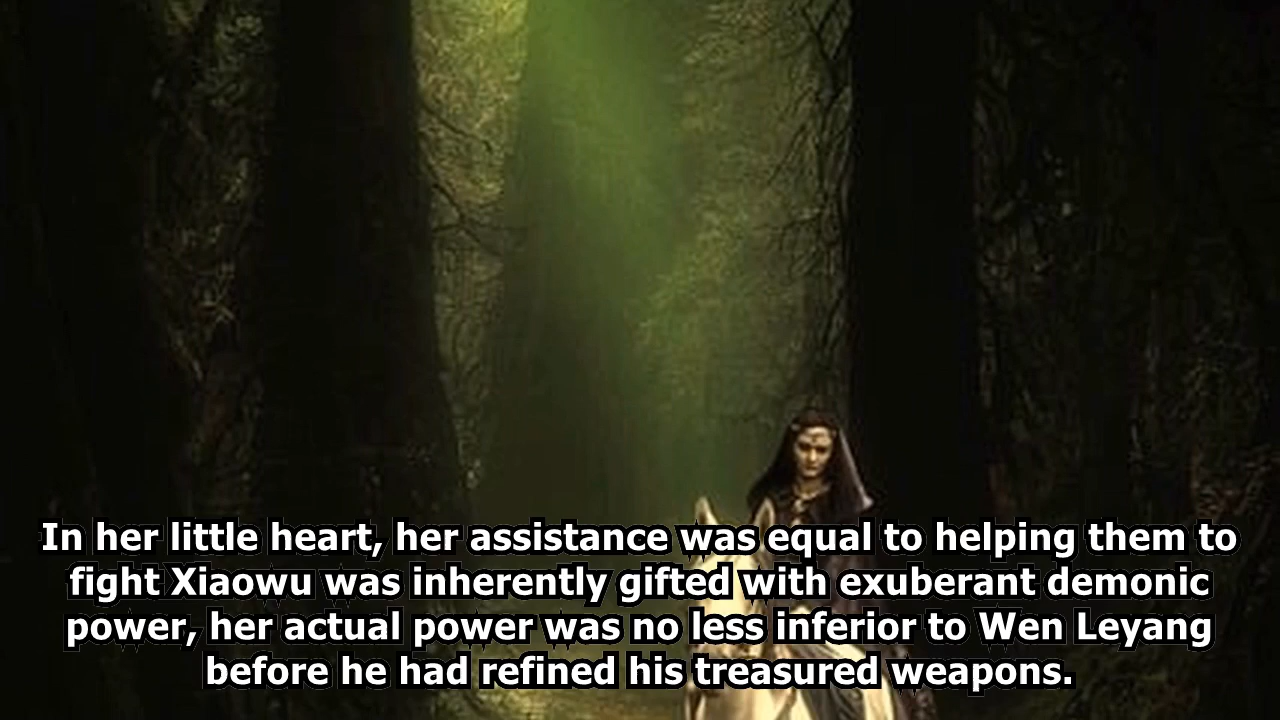 In her little heart, her assistance was equal to helping them to
fight Xiaowu was inherently gifted with exuberant demonic
power, her actual power was no less inferior to Wen Leyang
before he had refined his treasured weapons.